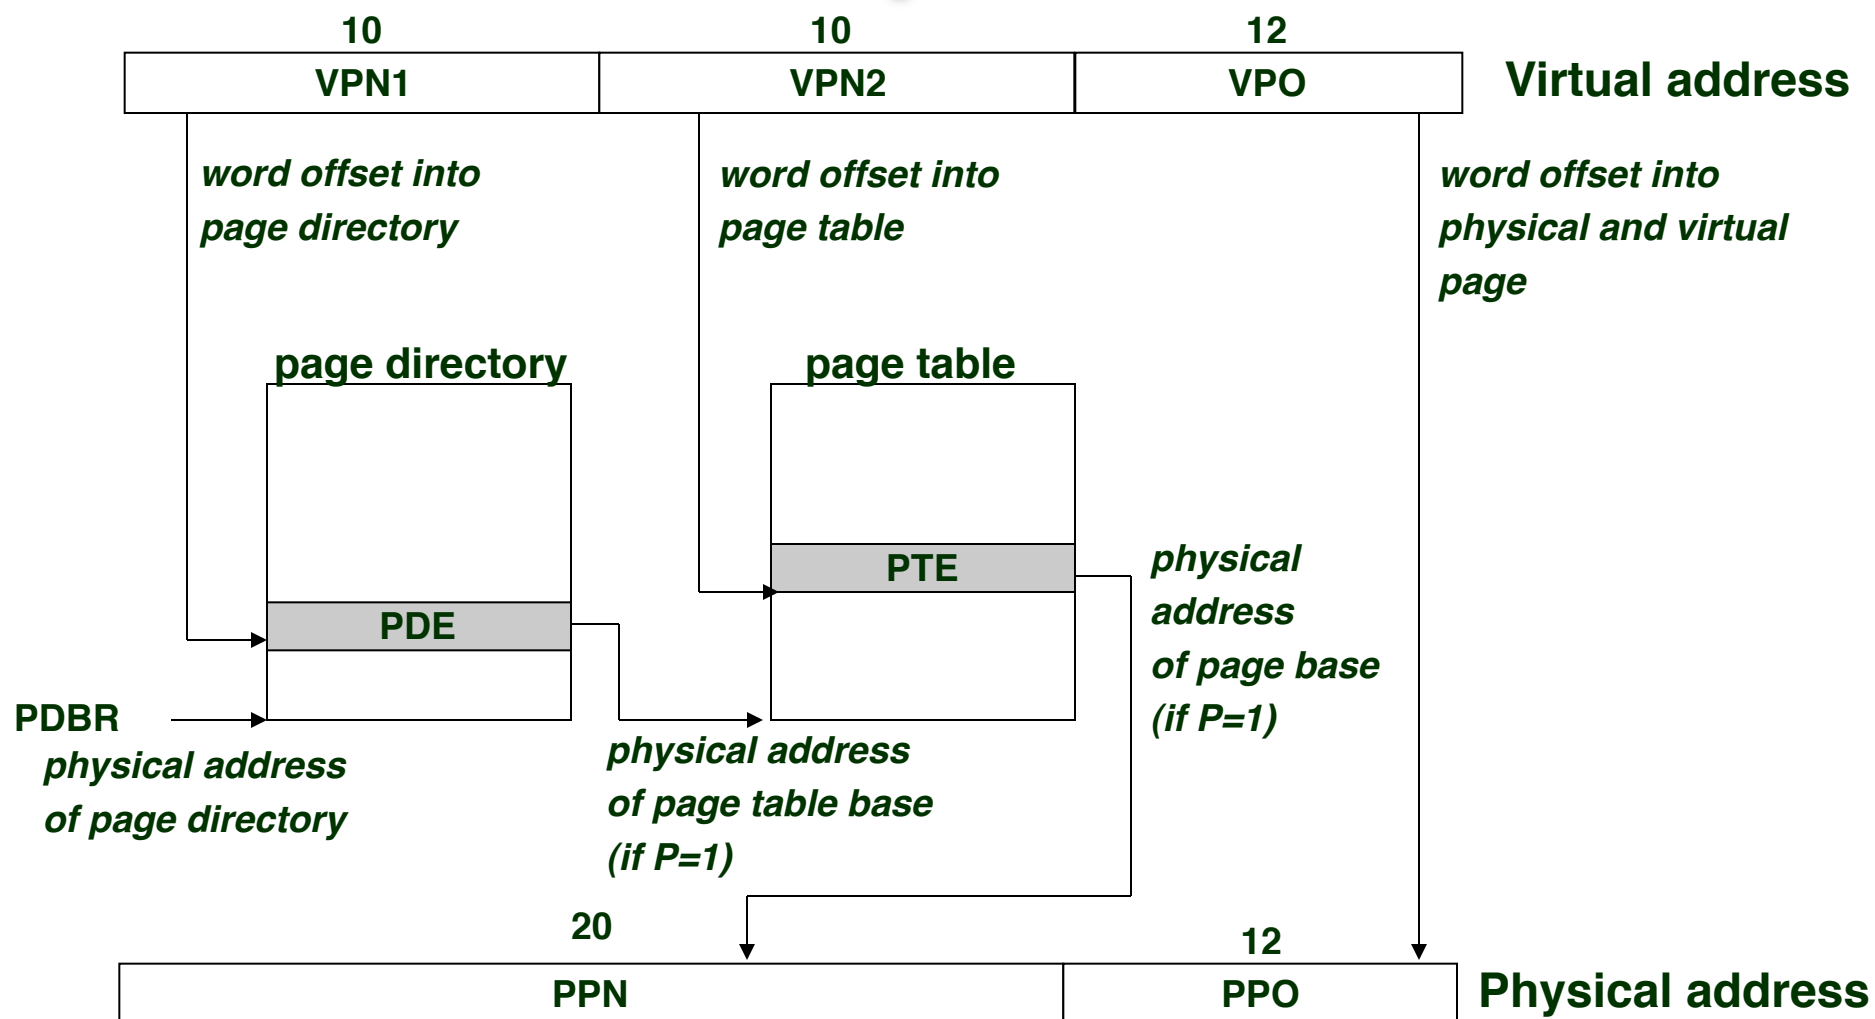 10
10
12
VPN1
VPN2
VPO
Virtual address
word offset into
page directory
word offset into
page table
word offset into
physical and virtual
page
page directory
page table
PTE
PDE
physical
address
of page base
(if P=1)
PDBR
physical address
of page directory
physical address
of page table base
(if P=1)
20
12
PPN
PPO
Physical address